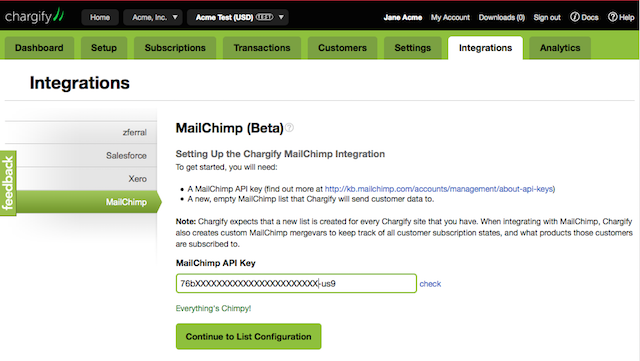 chargify Home Acme, Inc. Acme Test (USD) TEST Jane Acme My Account Downloads (0) Sign out Docs Help
Dashboard Setup Subscriptions Transactions Customers Settings Integrations Analytics
Integrations
zferral
Salesforce
Xero
MailChimp
feedback
MailChimp (Beta)
Setting Up the Chargify MailChimp Integration
To get started, you will need:
• A MailChimp API key (find out more at http://kb.mailchimp.com/accounts/management/about-api-keys)
• A new, empty MailChimp list that Chargify will send customer data to.
Note: Chargify expects that a new list is created for every Chargify site that you have. When integrating with MailChimp, Chargify
also creates custom MailChimp mergevars to keep track of all customer subscription states, and what products those customers
are subscribed to.
MailChimp API Key
76bXXXXXXXXXXXXXXXXXXXXXXX-us9 check
Everything's Chimpy!
Continue to List Configuration